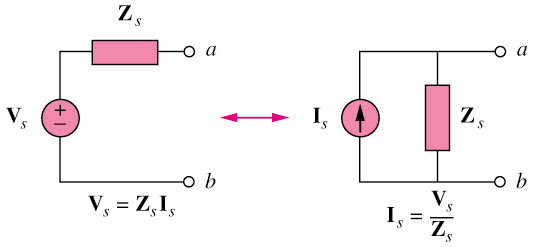 Z_s
a
V_s
+
−
b
V_s = Z_s I_s
a
I_s
Z_s
b
I_s = V_s / Z_s